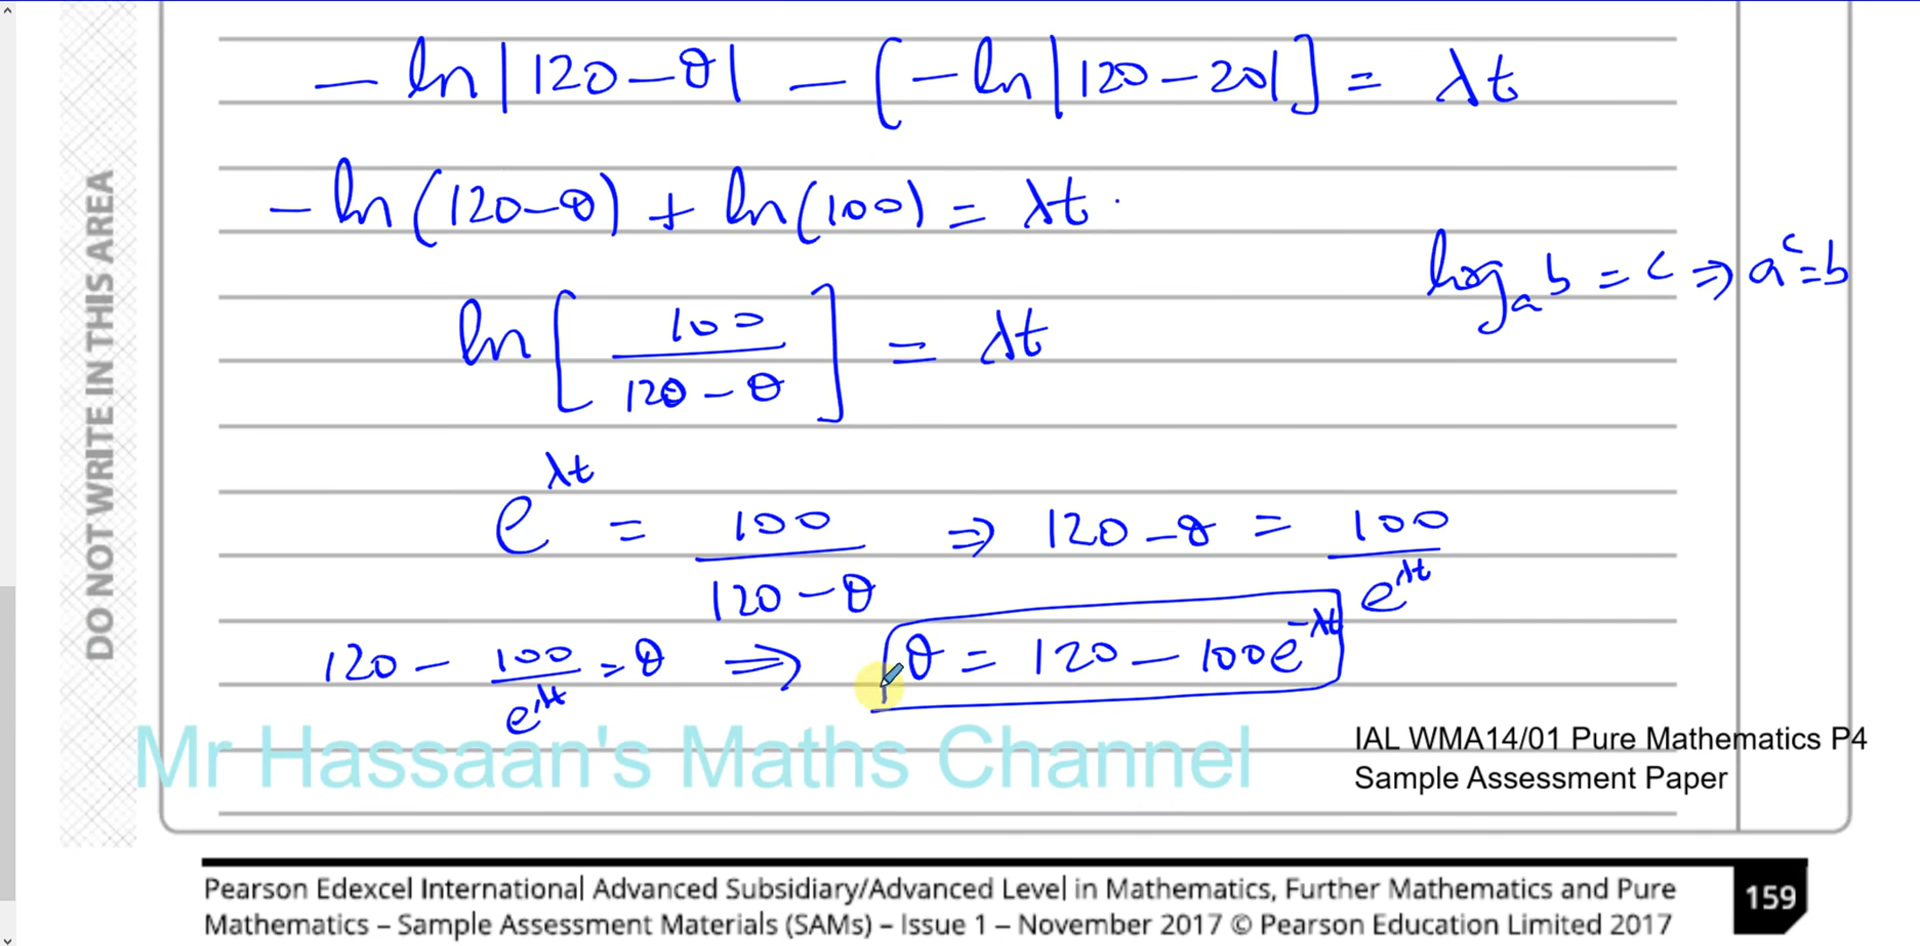 DO NOT WRITE IN THIS AREA
- ln|120-θ| - [-ln|120-20|] = λt
-ln(120-θ) + ln(100) = λt.
log_a b = c ⇒ a^c = b
ln[100/(120-θ)] = λt
e^(λt) = 100/(120-θ) ⇒ 120-θ = 100/e^(λt)
120 - 100/e^(λt) = θ ⇒ θ = 120 - 100e^(-λt)
Mr Hassaan's Maths Channel
IAL WMA14/01 Pure Mathematics P4
Sample Assessment Paper
Pearson Edexcel International Advanced Subsidiary/Advanced Level in Mathematics, Further Mathematics and Pure
Mathematics – Sample Assessment Materials (SAMs) – Issue 1 – November 2017 © Pearson Education Limited 2017
159